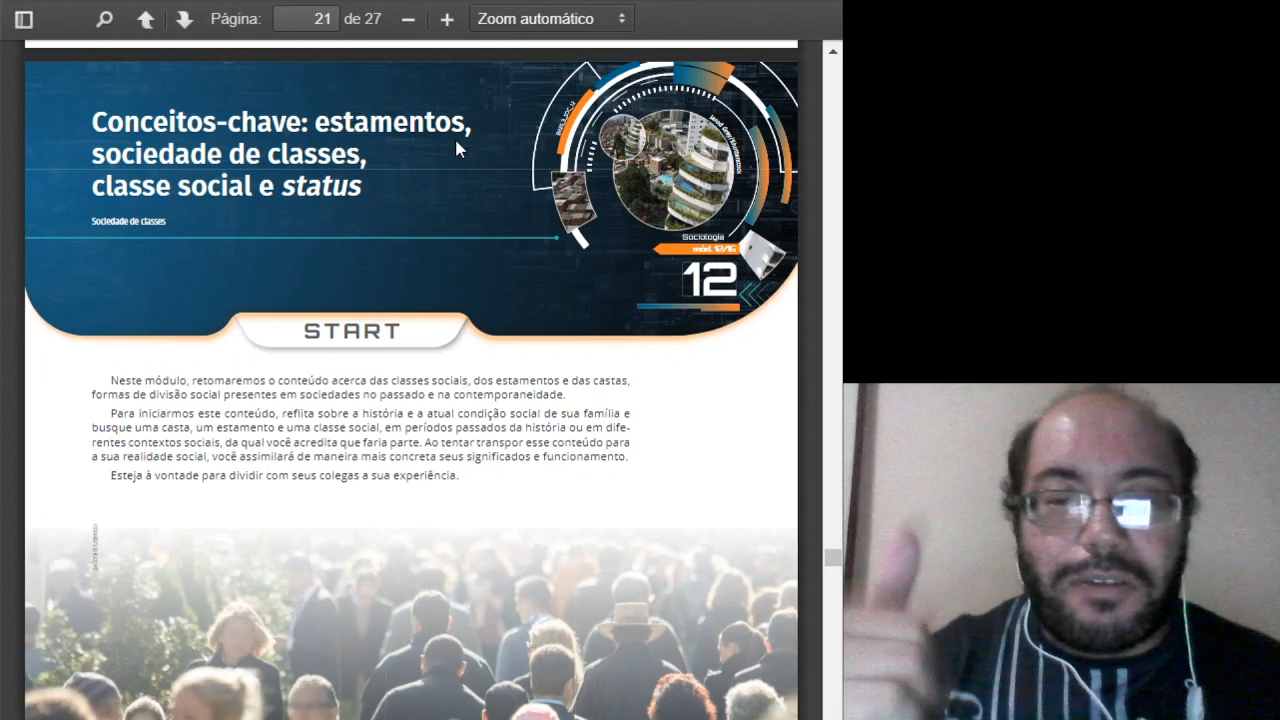 Página: 21 de 27
Zoom automático
Conceitos-chave: estamentos,
sociedade de classes,
classe social e status
Sociedade de classes
Sociologia
mód. 12/16
12
START
Neste módulo, retomaremos o conteúdo acerca das classes sociais, dos estamentos e das castas,
formas de divisão social presentes em sociedades no passado e na contemporaneidade.
Para iniciarmos este conteúdo, reflita sobre a história e a atual condição social de sua família e
busque uma casta, um estamento e uma classe social, em períodos passados da história ou em dife-
rentes contextos sociais, da qual você acredita que faria parte. Ao tentar transpor esse conteúdo para
a sua realidade social, você assimilará de maneira mais concreta seus significados e funcionamento.
Esteja à vontade para dividir com seus colegas a sua experiência.